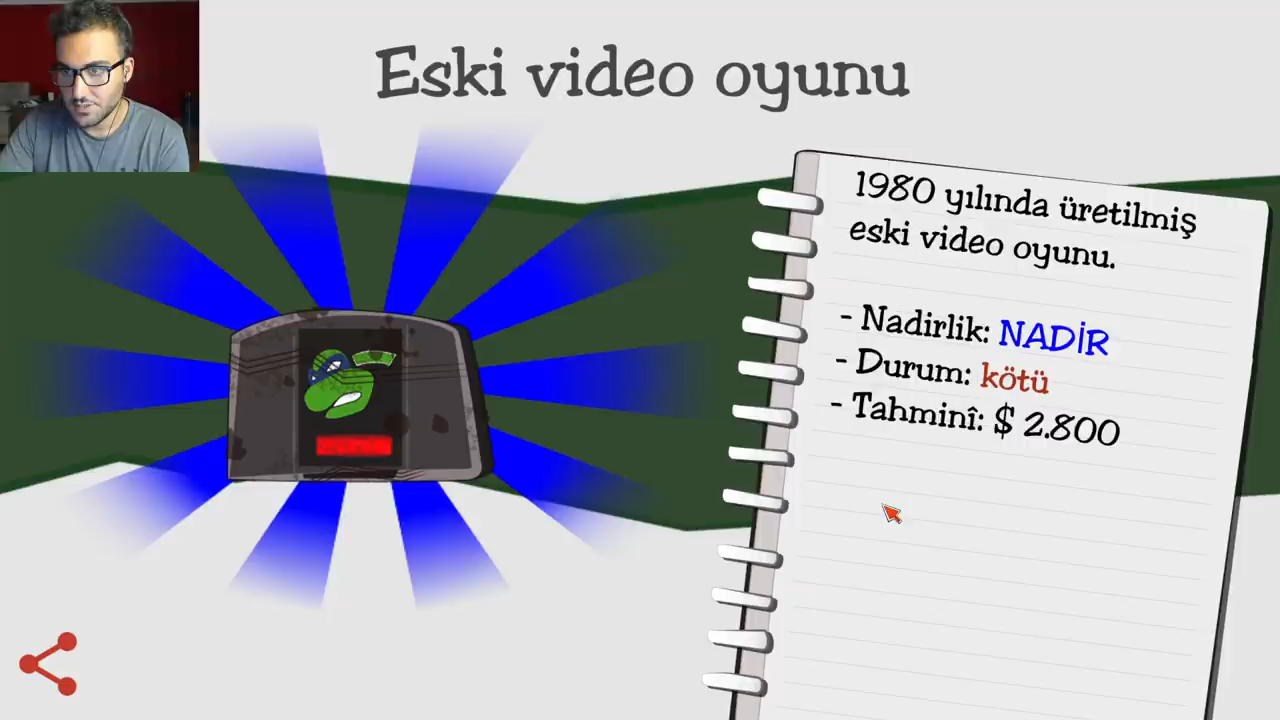 Eski video oyunu
1980 yılında üretilmiş
eski video oyunu.
- Nadirlik: NADİR
- Durum: kötü
- Tahminî: $ 2.800